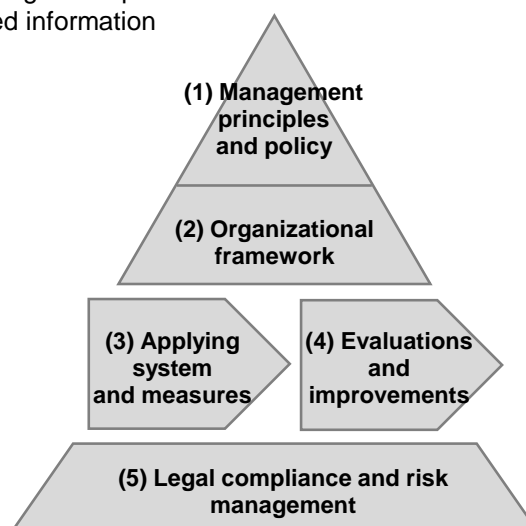 ed information
(1) Management
principles
and policy
(2) Organizational
framework
(3) Applying
system
and measures
(4) Evaluations
and
improvements
(5) Legal compliance and risk
management